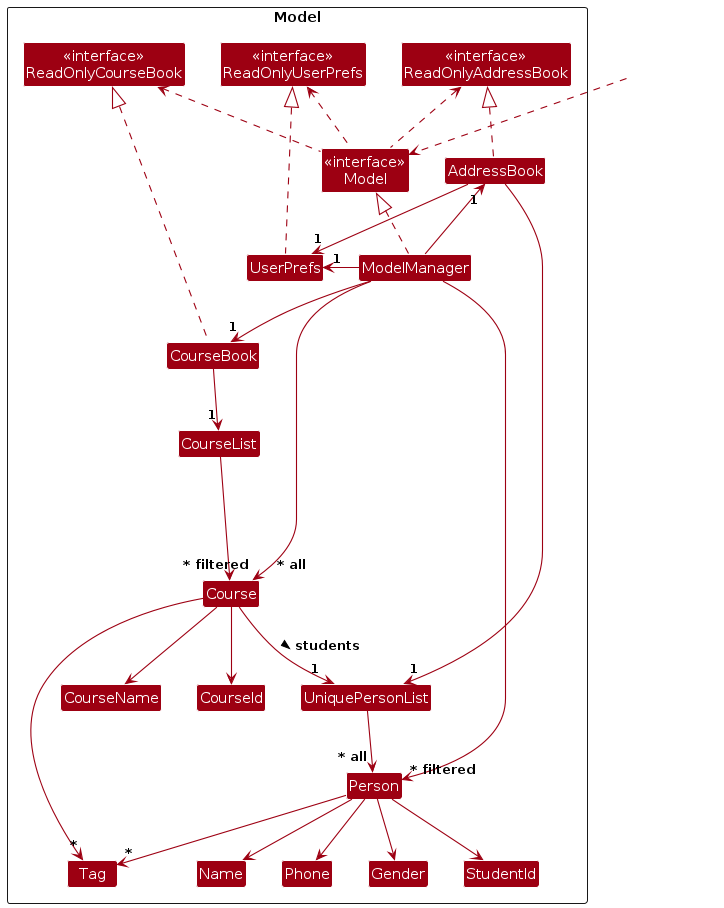 Model
«interface»
ReadOnlyCourseBook
«interface»
ReadOnlyUserPrefs
«interface»
ReadOnlyAddressBook
«interface»
Model
AddressBook
1
1
1
UserPrefs
ModelManager
1
CourseBook
1
CourseList
* filtered
* all
Course
students
1
1
CourseName
CourseId
UniquePersonList
* all
* filtered
Person
*
*
Tag
Name
Phone
Gender
StudentId